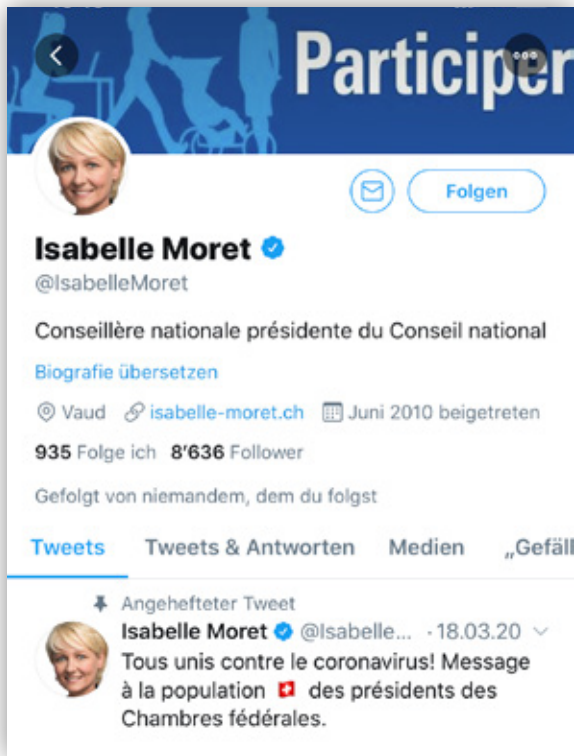 Participer
Folgen
Isabelle Moret
@IsabelleMoret
Conseillère nationale présidente du Conseil national
Biografie übersetzen
Vaud isabelle-moret.ch Juni 2010 beigetreten
935 Folge ich 8'636 Follower
Gefolgt von niemandem, dem du folgst
Tweets Tweets & Antworten Medien „Gefäll
Angehefteter Tweet
Isabelle Moret @Isabelle... · 18.03.20
Tous unis contre le coronavirus! Message
à la population 🇨🇭 des présidents des
Chambres fédérales.